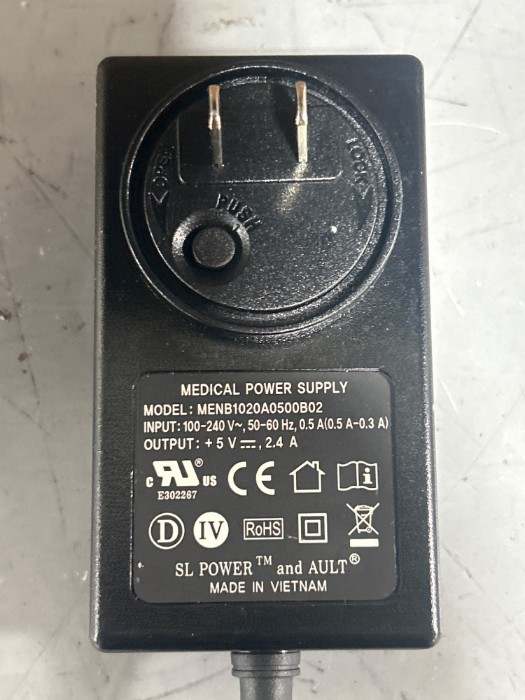 OPEN
LOCK
PUSH
MEDICAL POWER SUPPLY
MODEL: MENB1020A0500B02
INPUT: 100-240 V~, 50-60 Hz, 0.5 A(0.5 A-0.3 A)
OUTPUT: + 5 V ⎓, 2.4 A
c RU® US CE i
E302267
D IV RoHS
SL POWER™ and AULT®
MADE IN VIETNAM